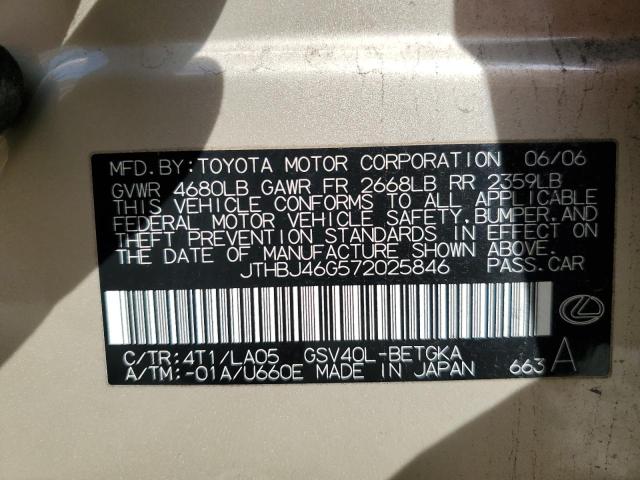 MFD. BY: TOYOTA MOTOR CORPORATION 06/06
GVWR 4680LB GAWR FR 2668LB RR 2359LB
THIS VEHICLE CONFORMS TO ALL APPLICABLE
FEDERAL MOTOR VEHICLE SAFETY, BUMPER, AND
THEFT PREVENTION STANDARDS IN EFFECT ON
THE DATE OF MANUFACTURE SHOWN ABOVE.
JTHBJ46G572025846 PASS. CAR
C/TR: 4T1/LA05 GSV40L-BETGKA
A/TM: -01A/U660E MADE IN JAPAN 663 A